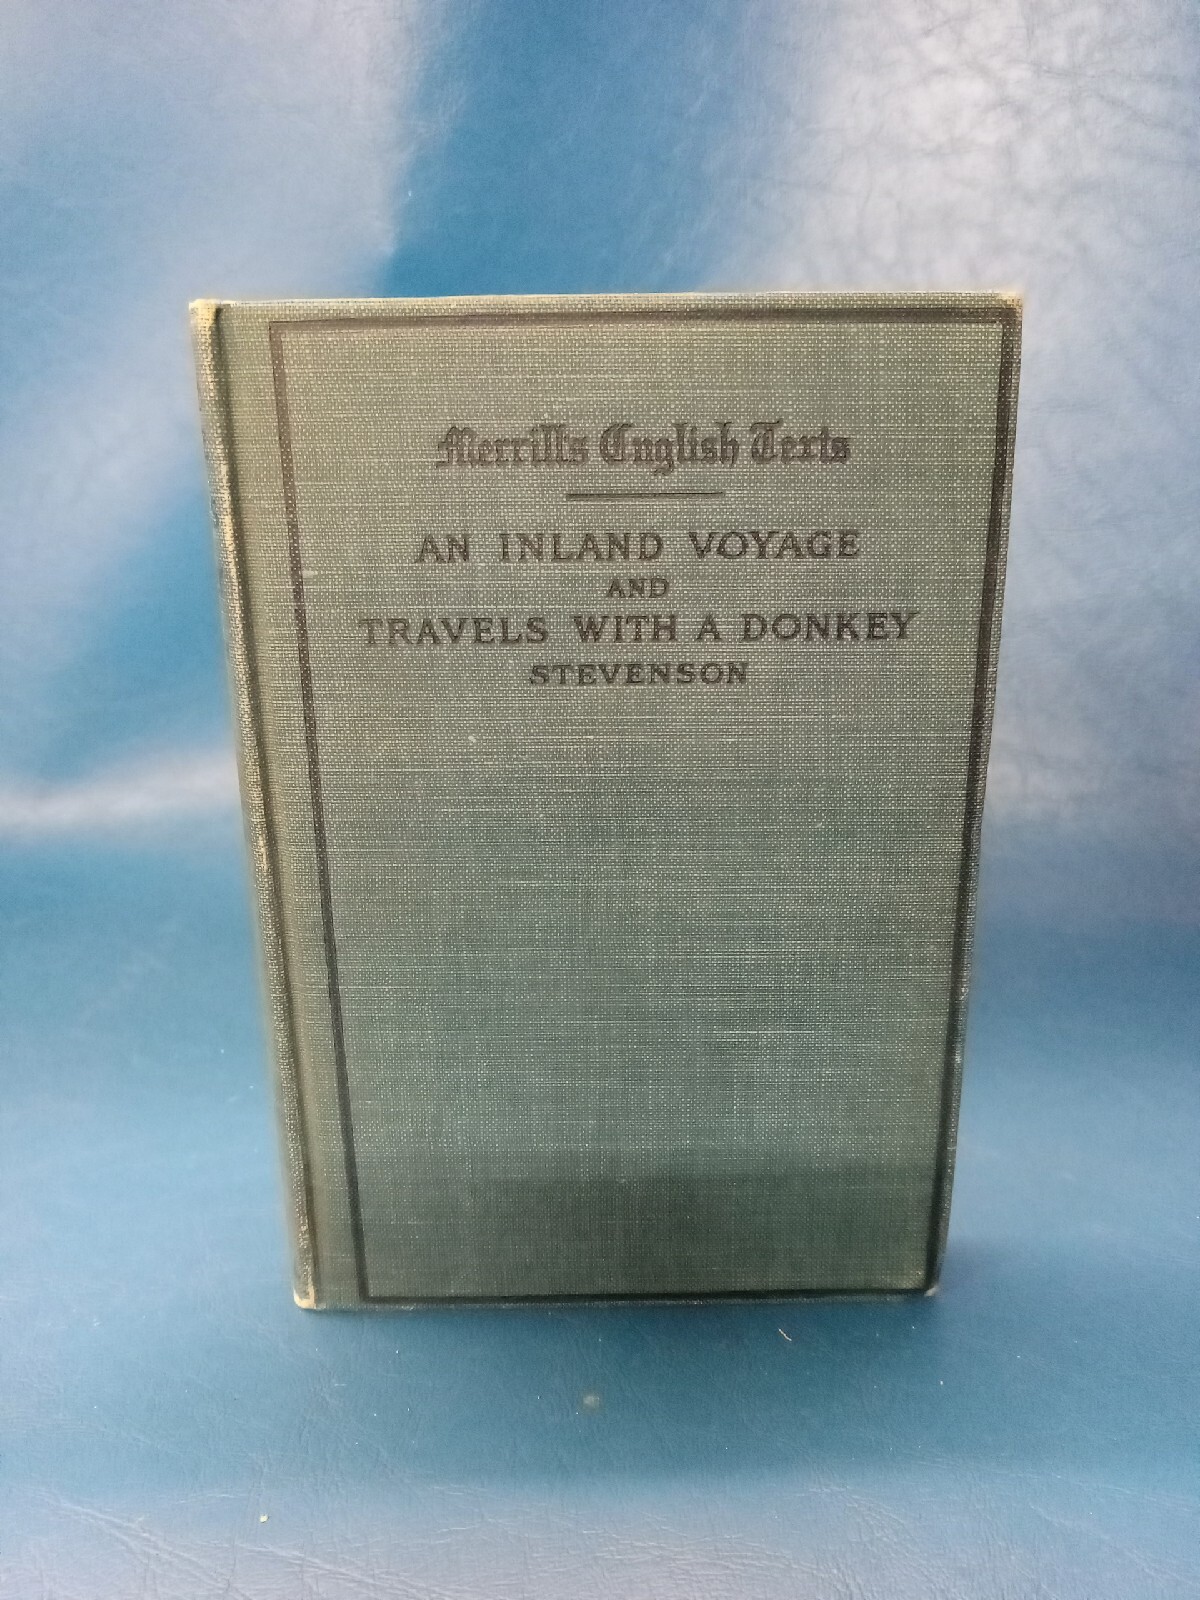 Merrill's English Texts
AN INLAND VOYAGE
AND
TRAVELS WITH A DONKEY
STEVENSON